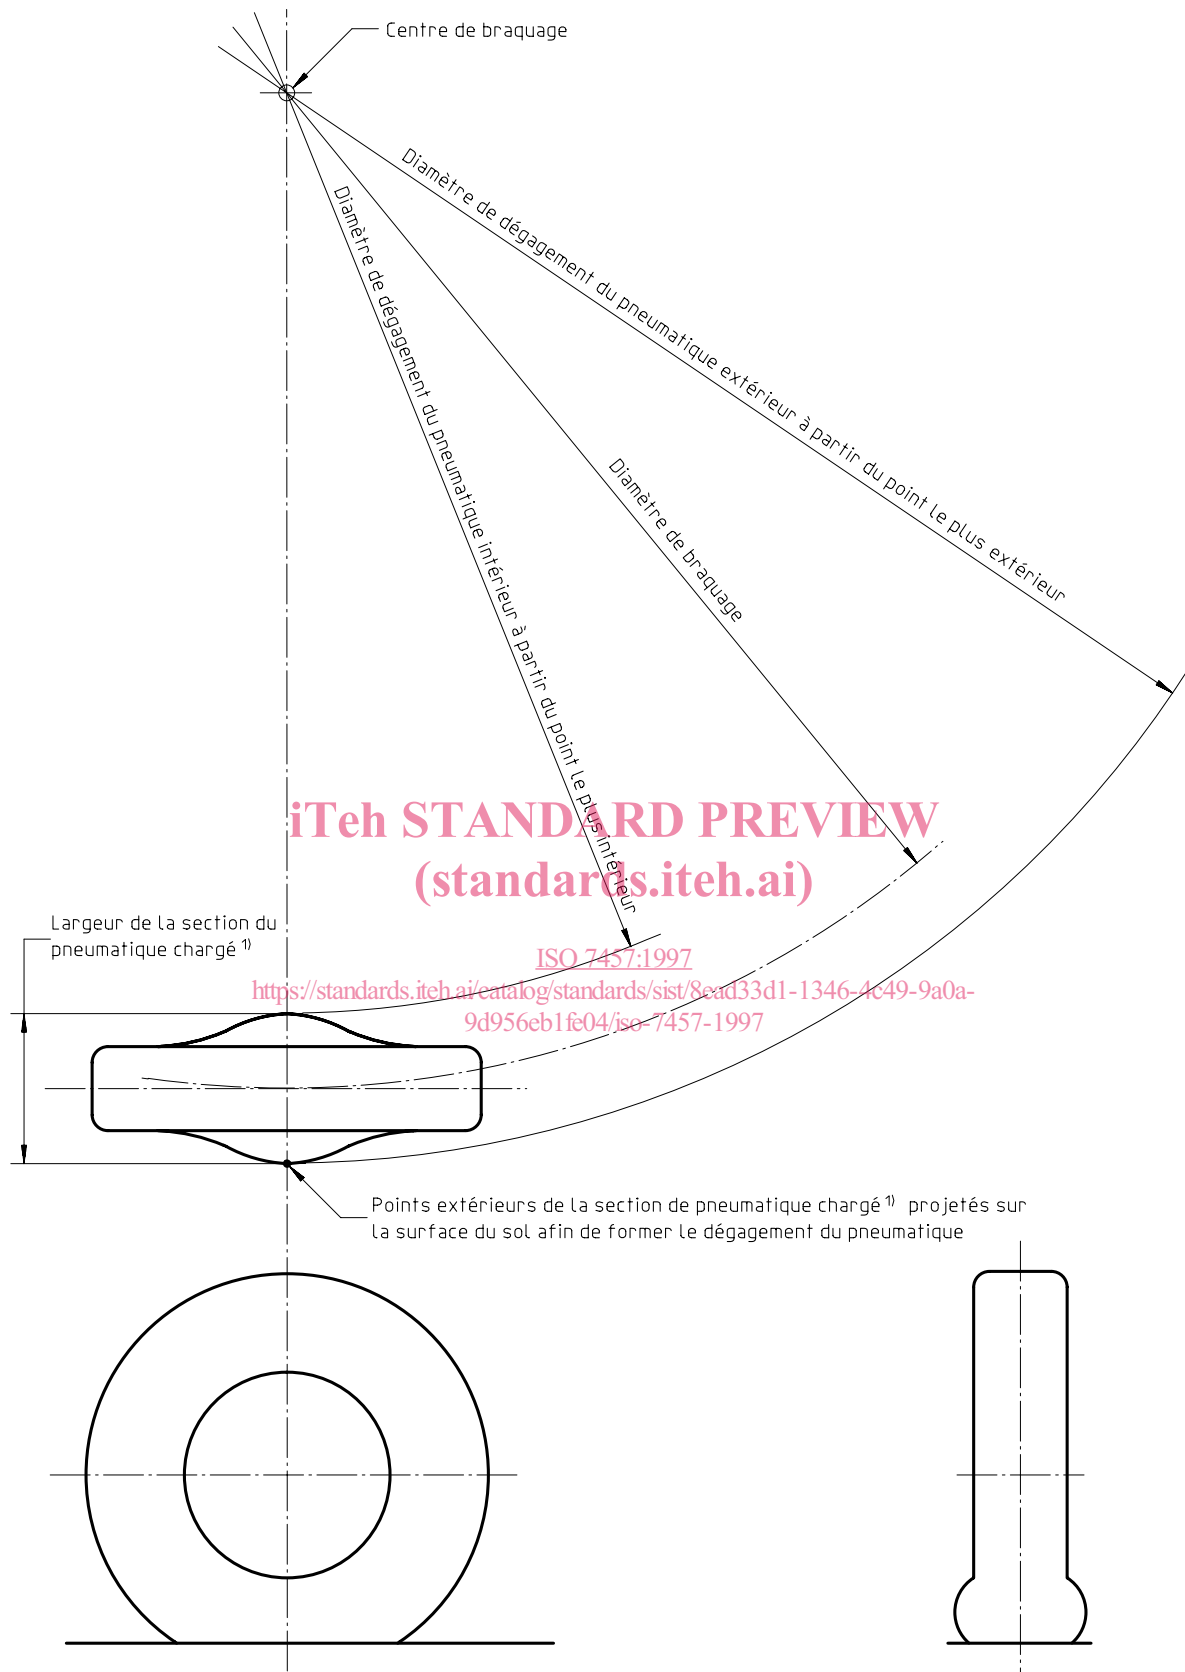 Centre de braquage
Diamètre de dégagement du pneumatique extérieur à partir du point le plus extérieur
Diamètre de dégagement du pneumatique intérieur à partir du point le plus intérieur
Diamètre de braquage
iTeh STANDARD PREVIEW
(standards.iteh.ai)
Largeur de la section du
pneumatique chargé 1)
ISO 7457:1997
https://standards.iteh.ai/catalog/standards/sist/8ead33d1-1346-4c49-9a0a-
9d956eb1fe04/iso-7457-1997
Points extérieurs de la section de pneumatique chargé 1) projetés sur
la surface du sol afin de former le dégagement du pneumatique